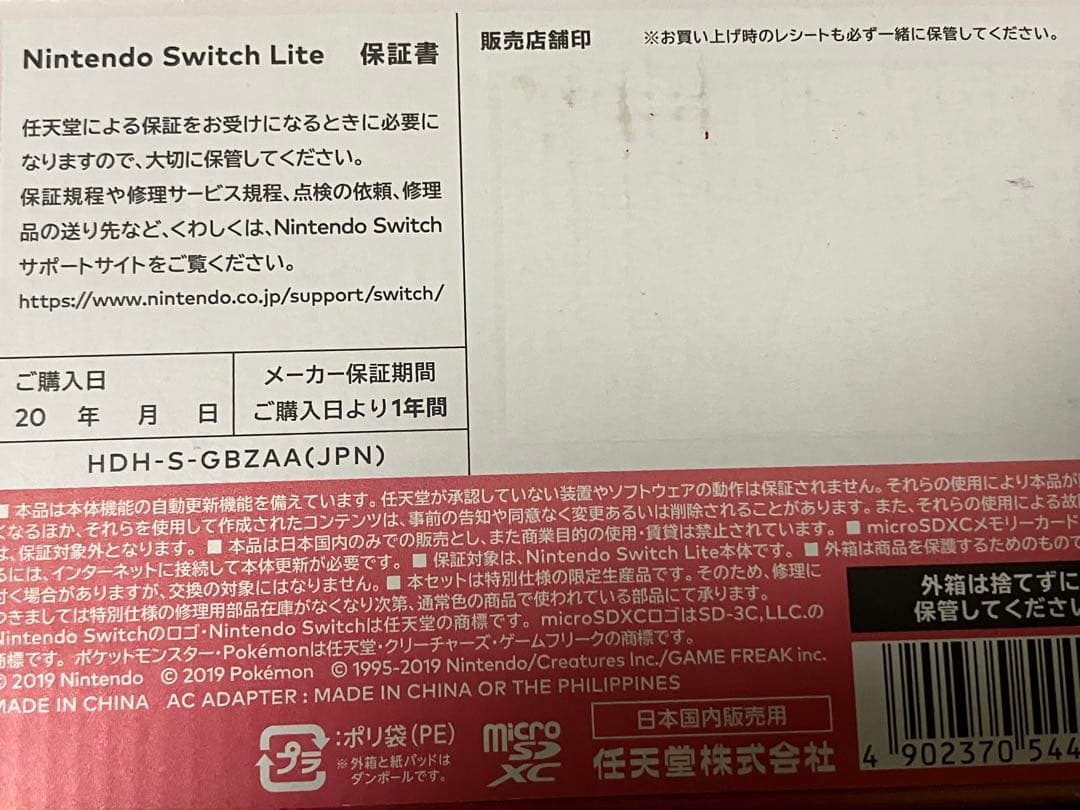 Nintendo Switch Lite 保証書
任天堂による保証をお受けになるときに必要に
なりますので、大切に保管してください。
保証規程や修理サービス規程、点検の依頼、修理
品の送り先など、くわしくは、Nintendo Switch
サポートサイトをご覧ください。
https://www.nintendo.co.jp/support/switch/
販売店舗印 ※お買い上げ時のレシートも必ず一緒に保管してください。
ご購入日
20 年 月 日
メーカー保証期間
ご購入日より1年間
HDH-S-GBZAA(JPN)
■ 本品は本体機能の自動更新機能を備えています。任天堂が承認していない装置やソフトウェアの動作は保証されません。それらの使用により本品が
くなるほか、それらを使用して作成されたコンテンツは、事前の告知や同意なく変更あるいは削除されることがあります。また、それらの使用による故
は、保証対象外となります。 ■ 本品は日本国内のみでの販売とし、また商業目的の使用・賃貸は禁止されています。 ■ microSDXCメモリーカード
るには、インターネットに接続して本体更新が必要です。 ■ 保証対象は、Nintendo Switch Lite本体です。 ■ 外箱は商品を保護するためのもので
付く場合がありますが、交換の対象にはなりません。 ■ 本セットは特別仕様の限定生産品です。そのため、修理に
つきましては特別仕様の修理用部品在庫がなくなり次第、通常色の商品で使われている部品にて承ります。
Nintendo Switchのロゴ・Nintendo Switchは任天堂の商標です。 microSDXCロゴはSD-3C,LLC.の
商標です。 ポケットモンスター・Pokémonは任天堂・クリーチャーズ・ゲームフリークの商標です。
© 2019 Nintendo © 2019 Pokémon © 1995-2019 Nintendo/Creatures Inc./GAME FREAK inc.
MADE IN CHINA AC ADAPTER : MADE IN CHINA OR THE PHILIPPINES
外箱は捨てずに
保管してください
プラ :ポリ袋(PE)
※外箱と紙パッドは
ダンボールです。
micro
SD
XC
日本国内販売用
任天堂株式会社
4 902370 544